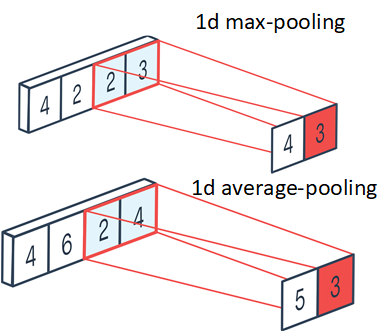 1d max-pooling
4 2 2 3
4 3
1d average-pooling
4 6 2 4
5 3